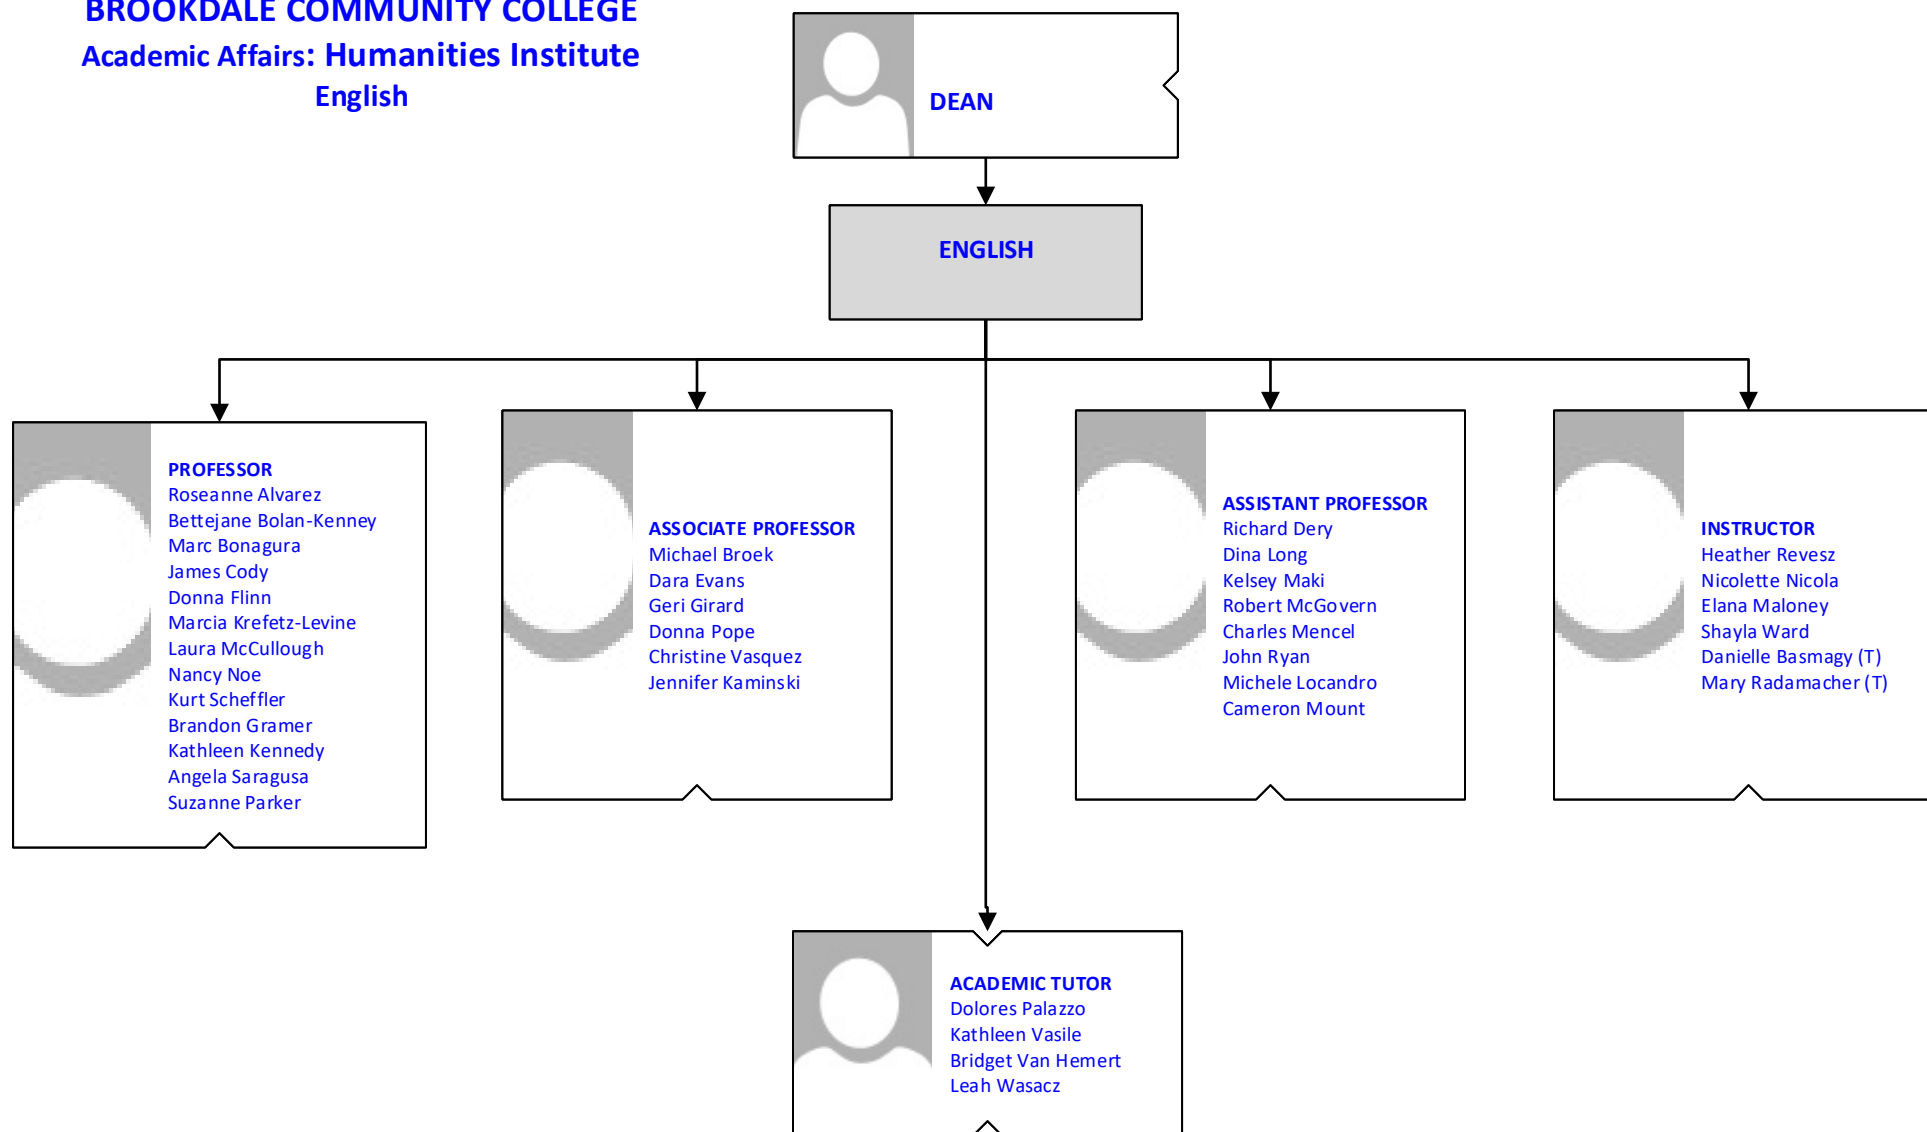 BROOKDALE COMMUNITY COLLEGE
Academic Affairs: Humanities Institute
English
DEAN
ENGLISH
PROFESSOR
Roseanne Alvarez
Bettejane Bolan-Kenney
Marc Bonagura
James Cody
Donna Flinn
Marcia Krefetz-Levine
Laura McCullough
Nancy Noe
Kurt Scheffler
Brandon Gramer
Kathleen Kennedy
Angela Saragusa
Suzanne Parker
ASSOCIATE PROFESSOR
Michael Broek
Dara Evans
Geri Girard
Donna Pope
Christine Vasquez
Jennifer Kaminski
ASSISTANT PROFESSOR
Richard Dery
Dina Long
Kelsey Maki
Robert McGovern
Charles Mencel
John Ryan
Michele Locandro
Cameron Mount
INSTRUCTOR
Heather Revesz
Nicolette Nicola
Elana Maloney
Shayla Ward
Danielle Basmagy (T)
Mary Radamacher (T)
ACADEMIC TUTOR
Dolores Palazzo
Kathleen Vasile
Bridget Van Hemert
Leah Wasacz